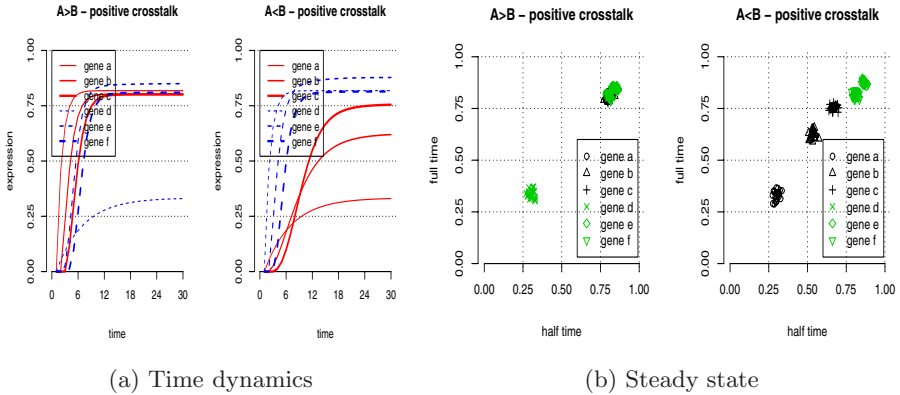 A>B – positive crosstalk
A<B – positive crosstalk
A>B – positive crosstalk
A<B – positive crosstalk
expression
0.00 0.25 0.50 0.75 1.00
gene a
gene b
gene c
gene d
gene e
gene f
0 6 12 18 24 30
time
expression
0.00 0.25 0.50 0.75 1.00
gene a
gene b
gene c
gene d
gene e
gene f
0 6 12 18 24 30
time
full time
0.00 0.25 0.50 0.75 1.00
gene a
gene b
gene c
gene d
gene e
gene f
0.00 0.25 0.50 0.75 1.00
half time
full time
0.00 0.25 0.50 0.75 1.00
gene a
gene b
gene c
gene d
gene e
gene f
0.00 0.25 0.50 0.75 1.00
half time
(a) Time dynamics
(b) Steady state